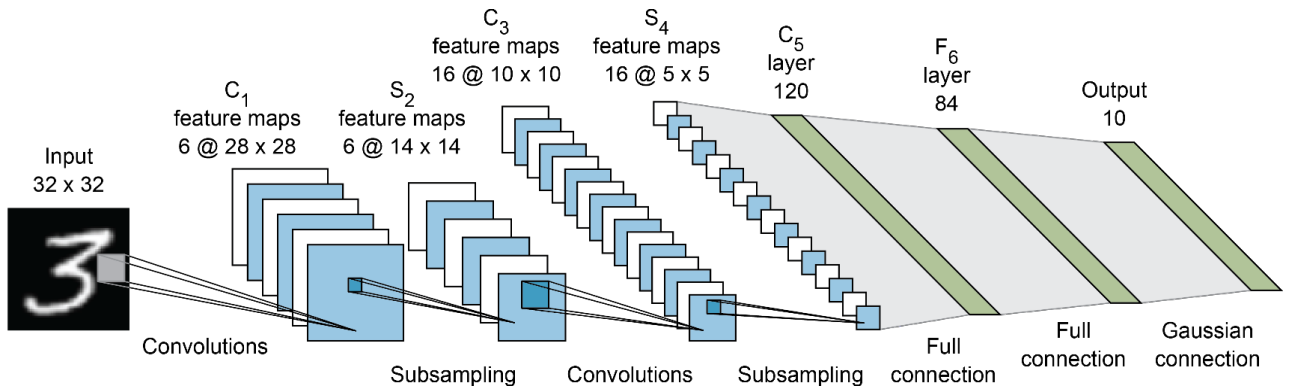 Input
32 x 32
C1
feature maps
6 @ 28 x 28
S2
feature maps
6 @ 14 x 14
C3
feature maps
16 @ 10 x 10
S4
feature maps
16 @ 5 x 5
C5
layer
120
F6
layer
84
Output
10
3
Convolutions
Subsampling
Convolutions
Subsampling
Full
connection
Full
connection
Gaussian
connection